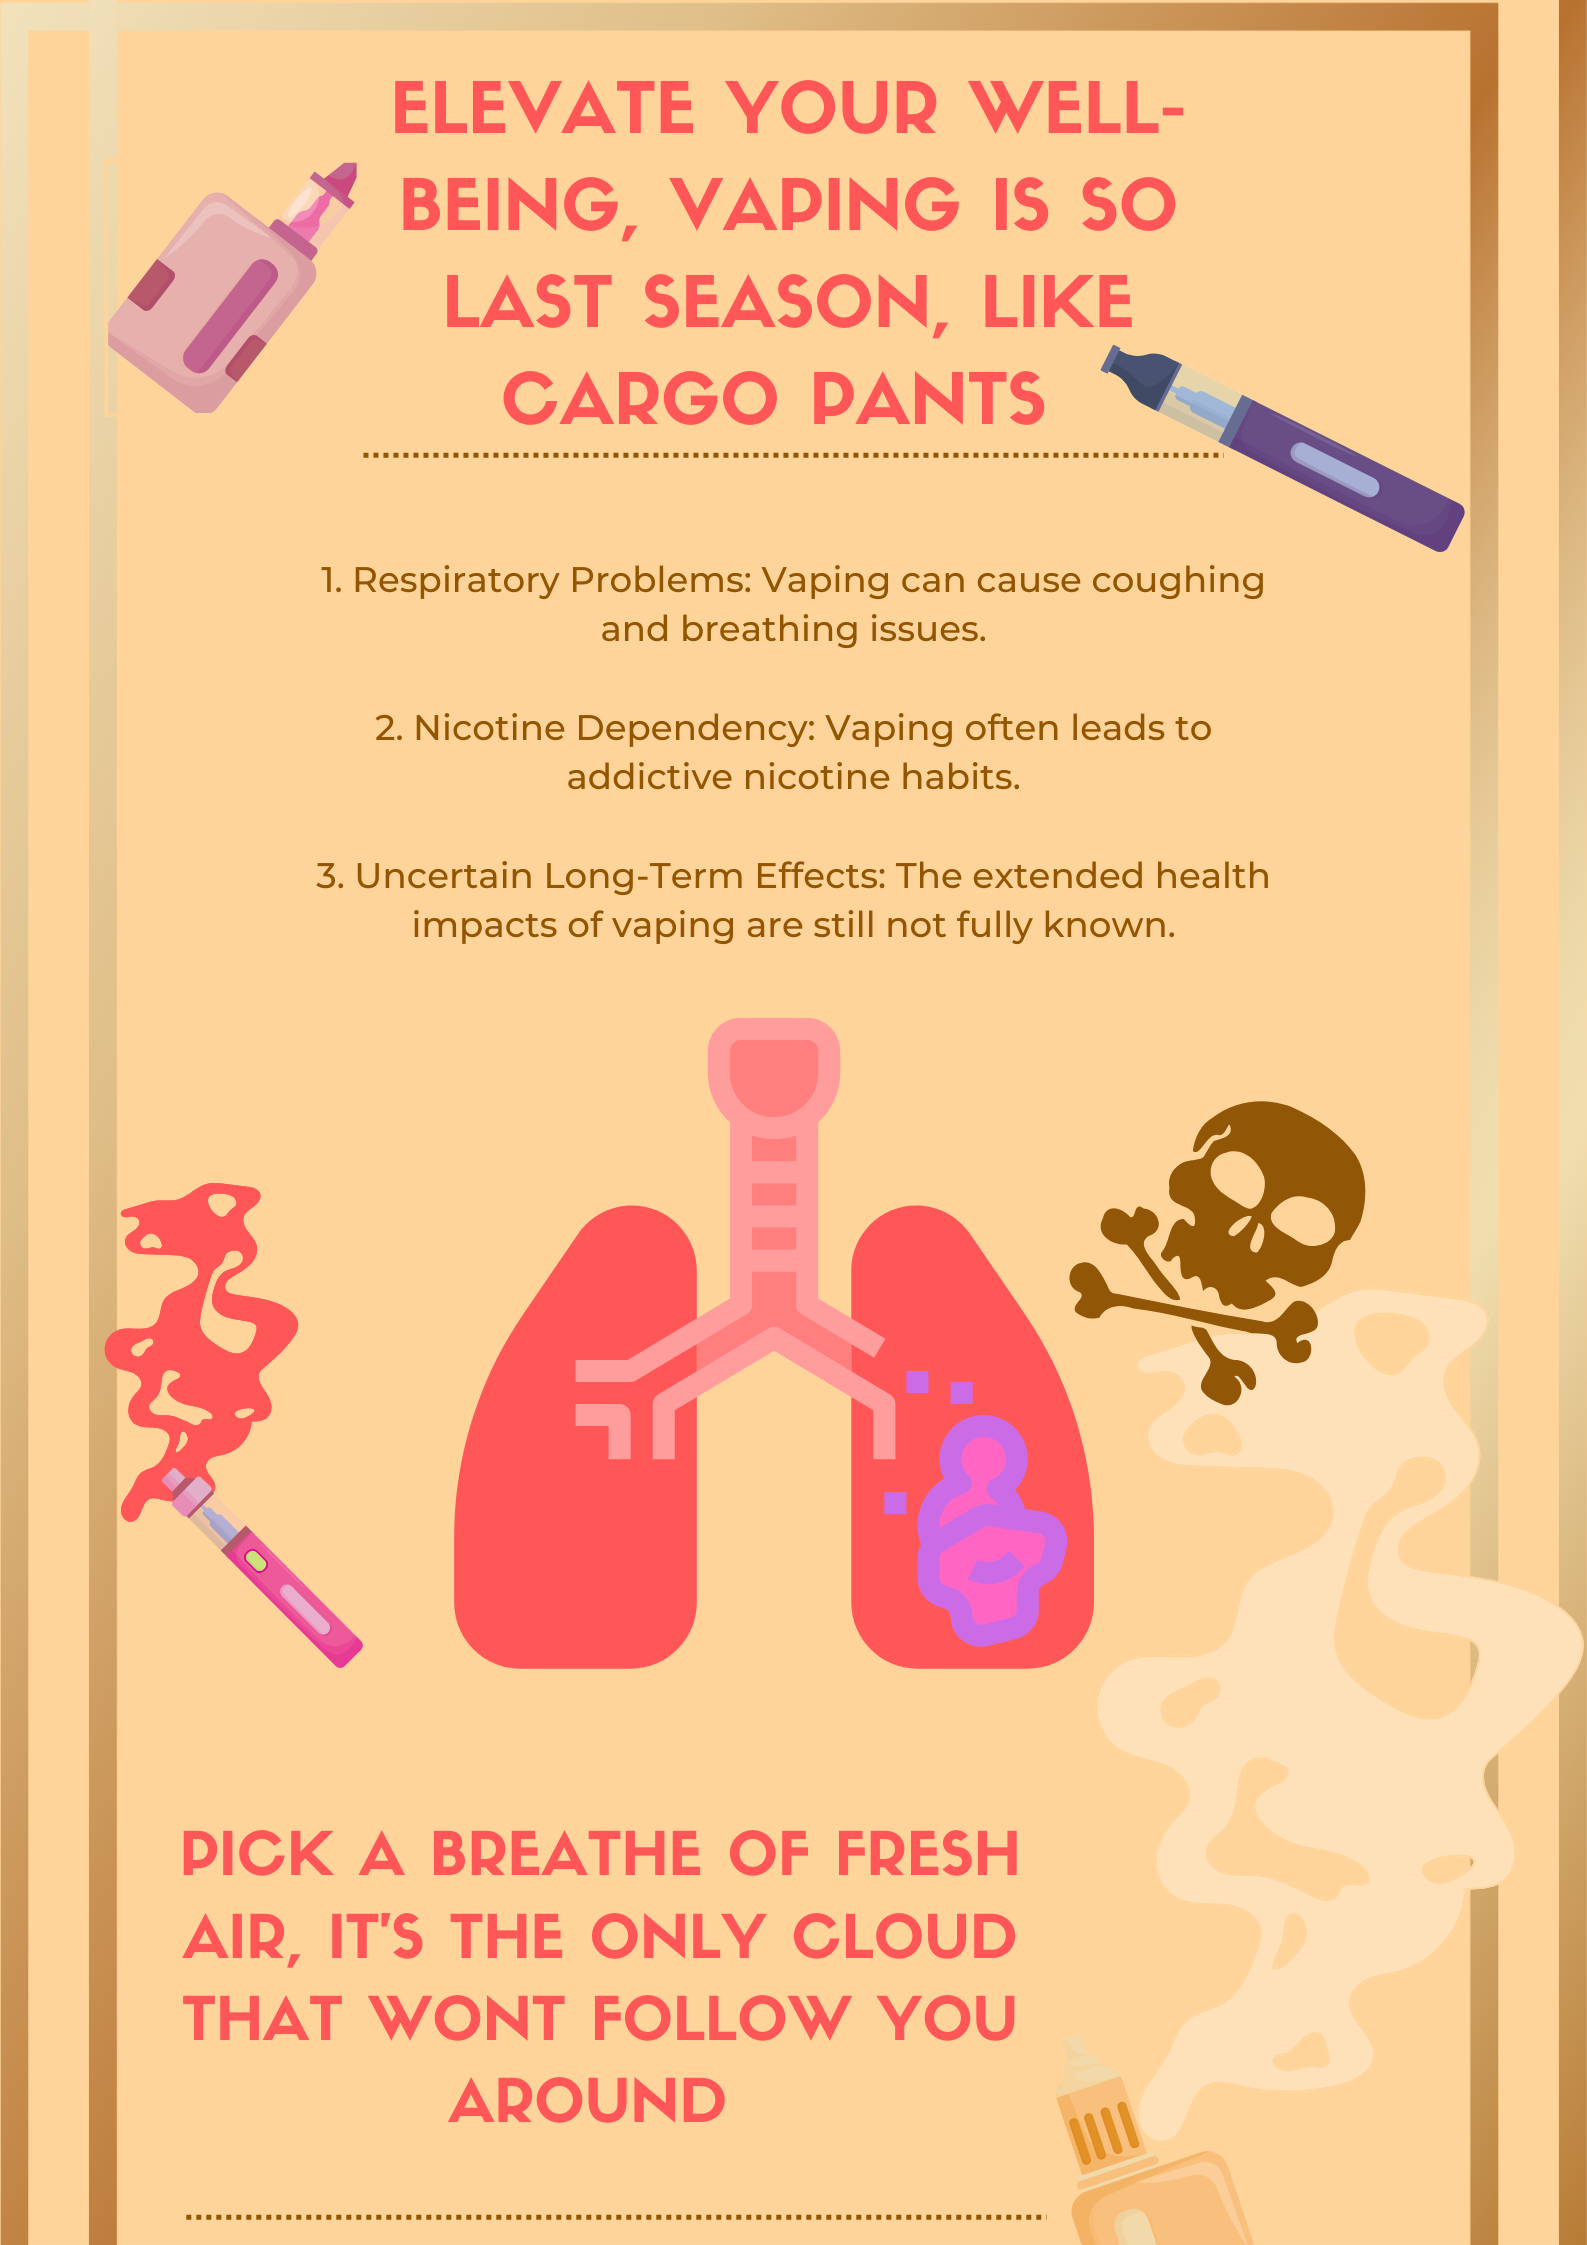 ELEVATE YOUR WELL-
BEING, VAPING IS SO
LAST SEASON, LIKE
CARGO PANTS
1. Respiratory Problems: Vaping can cause coughing
and breathing issues.
2. Nicotine Dependency: Vaping often leads to
addictive nicotine habits.
3. Uncertain Long-Term Effects: The extended health
impacts of vaping are still not fully known.
PICK A BREATHE OF FRESH
AIR, IT'S THE ONLY CLOUD
THAT WONT FOLLOW YOU
AROUND